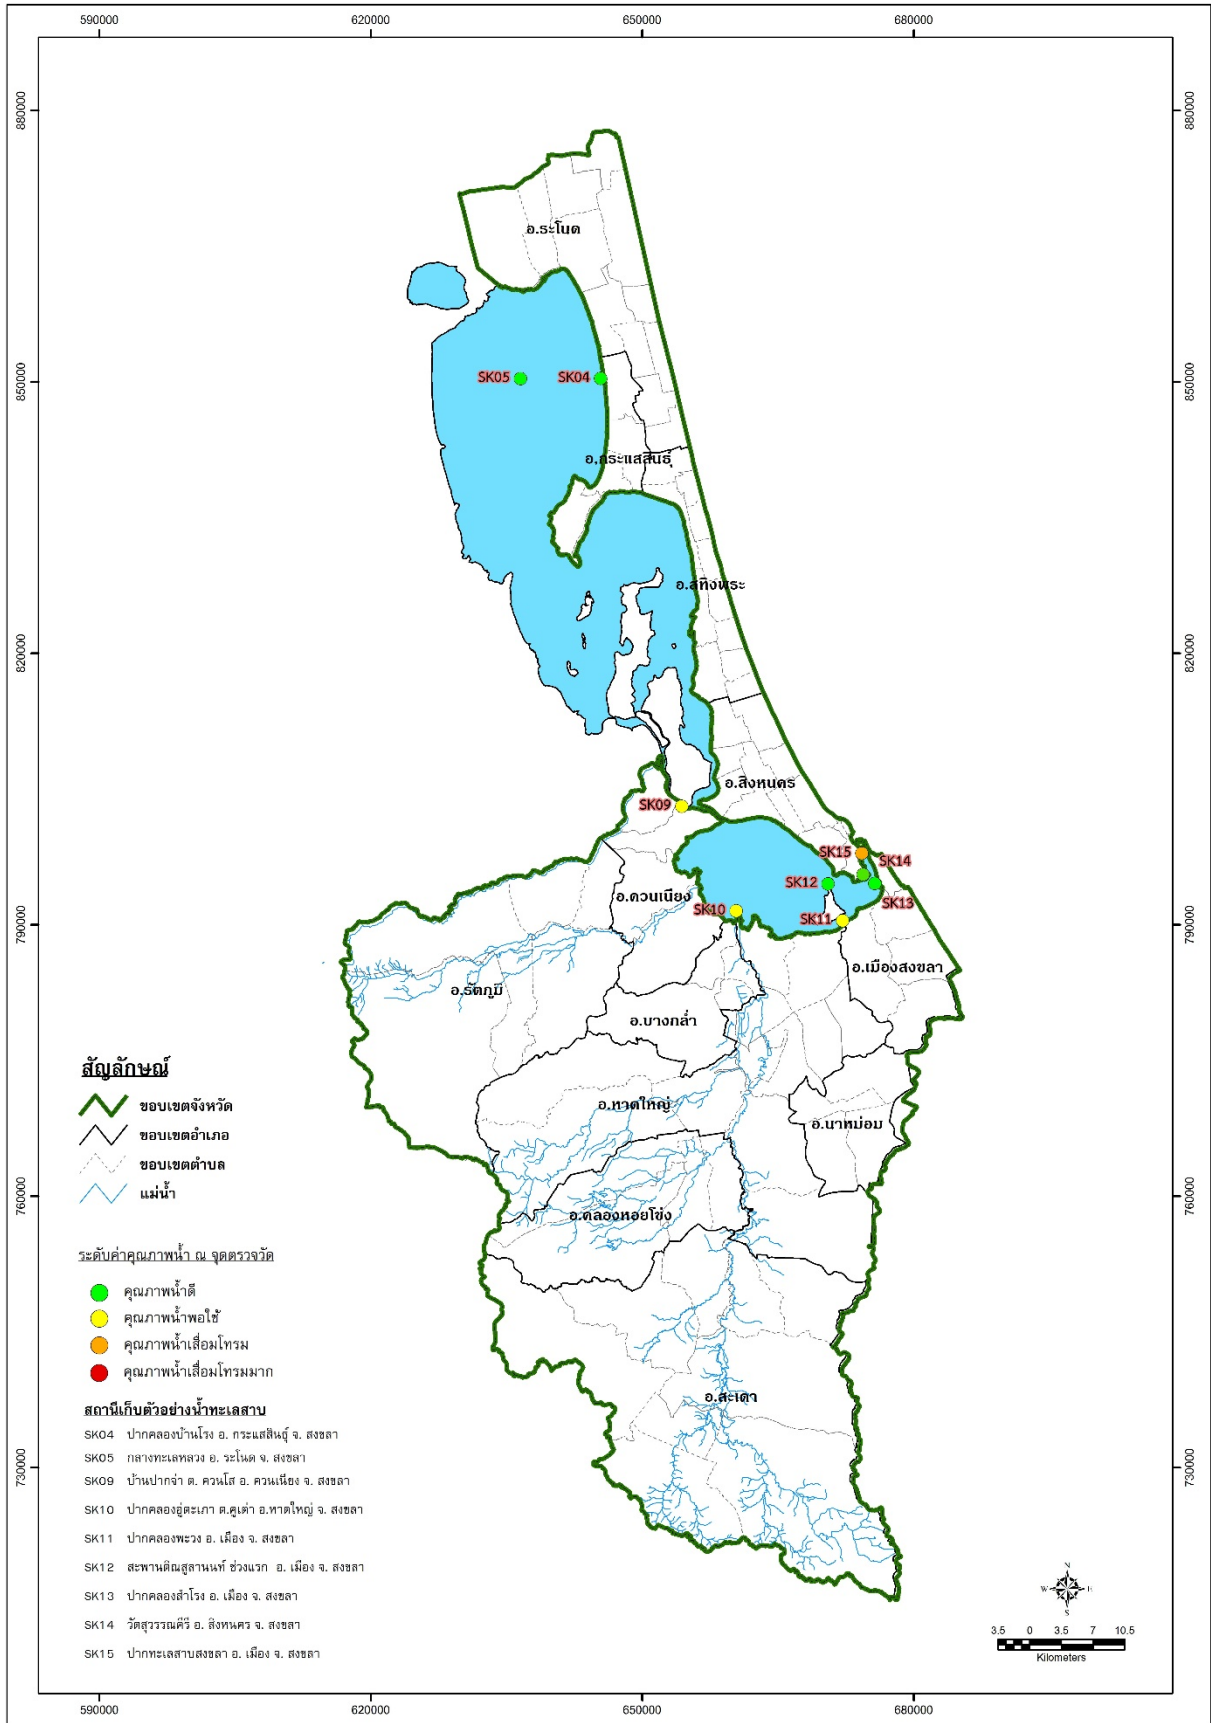 590000 620000 650000 680000
880000 880000
อ.ระโนด
SK05 SK04
850000 850000
อ.กระแสสินธุ์
อ.สทิงพระ
820000 820000
อ.สิงหนคร
SK09
SK15 SK14
SK12 SK13
อ.ควนเนียง
SK10 SK11
790000 790000
อ.เมืองสงขลา
อ.รัตภูมิ
อ.บางกล่ำ
อ.หาดใหญ่
อ.นาหม่อม
อ.คลองหอยโข่ง
760000 760000
อ.สะเดา
730000 730000
สัญลักษณ์
ขอบเขตจังหวัด
ขอบเขตอำเภอ
ขอบเขตตำบล
แม่น้ำ
ระดับค่าคุณภาพน้ำ ณ จุดตรวจวัด
คุณภาพน้ำดี
คุณภาพน้ำพอใช้
คุณภาพน้ำเสื่อมโทรม
คุณภาพน้ำเสื่อมโทรมมาก
สถานีเก็บตัวอย่างน้ำทะเลสาบ
SK04 ปากคลองบ้านโรง อ. กระแสสินธุ์ จ. สงขลา
SK05 กลางทะเลหลวง อ. ระโนด จ. สงขลา
SK09 บ้านปากจ่า ต. ควนโส อ. ควนเนียง จ. สงขลา
SK10 ปากคลองอู่ตะเภา ต.คูเต่า อ.หาดใหญ่ จ. สงขลา
SK11 ปากคลองพะวง อ. เมือง จ. สงขลา
SK12 สะพานติณสูลานนท์ ช่วงแรก อ. เมือง จ. สงขลา
SK13 ปากคลองสำโรง อ. เมือง จ. สงขลา
SK14 วัดสุวรรณคีรี อ. สิงหนคร จ. สงขลา
SK15 ปากทะเลสาบสงขลา อ. เมือง จ. สงขลา
N
W E
S
3.5 0 3.5 7 10.5
Kilometers
590000 620000 650000 680000